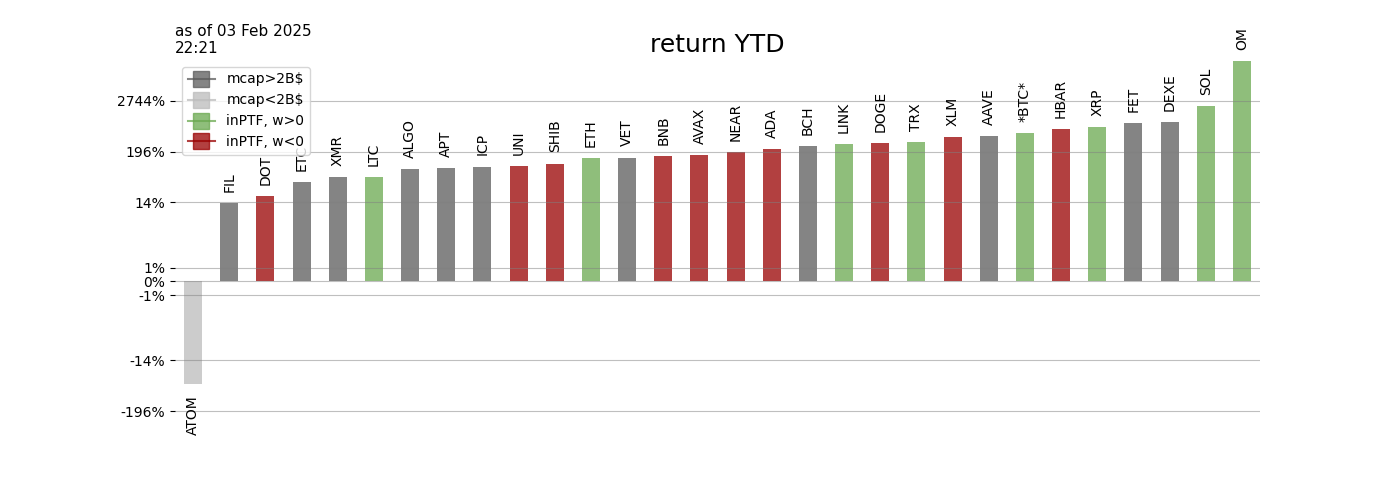 as of 03 Feb 2025
22:21
return YTD
mcap>2B$
mcap<2B$
inPTF, w>0
inPTF, w<0
2744%
196%
14%
1%
0%
-1%
-14%
-196%
ATOM
FIL
DOT
ETC
XMR
LTC
ALGO
APT
ICP
UNI
SHIB
ETH
VET
BNB
AVAX
NEAR
ADA
BCH
LINK
DOGE
TRX
XLM
AAVE
*BTC*
HBAR
XRP
FET
DEXE
SOL
OM